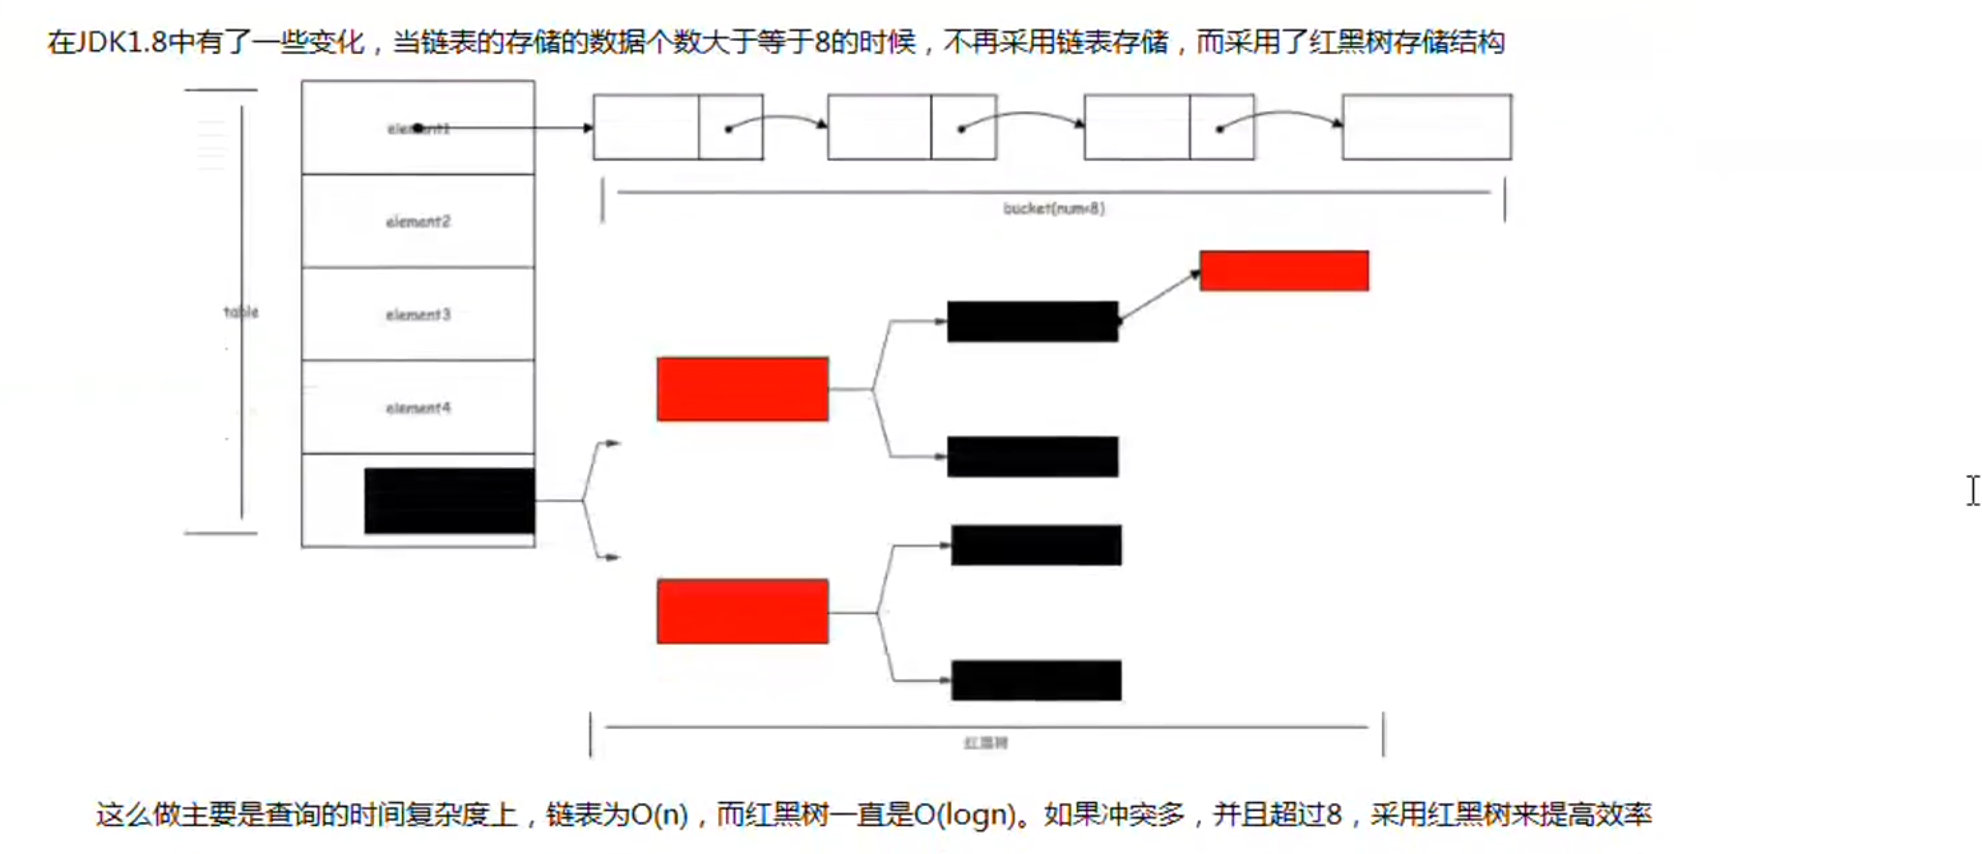 在JDK1.8中有了一些变化，当链表的存储的数据个数大于等于8的时候，不再采用链表存储，而采用了红黑树存储结构
element1
element2
element3
element4
table
bucket(num<8)
红黑树
这么做主要是查询的时间复杂度上，链表为O(n)，而红黑树一直是O(logn)。如果冲突多，并且超过8，采用红黑树来提高效率